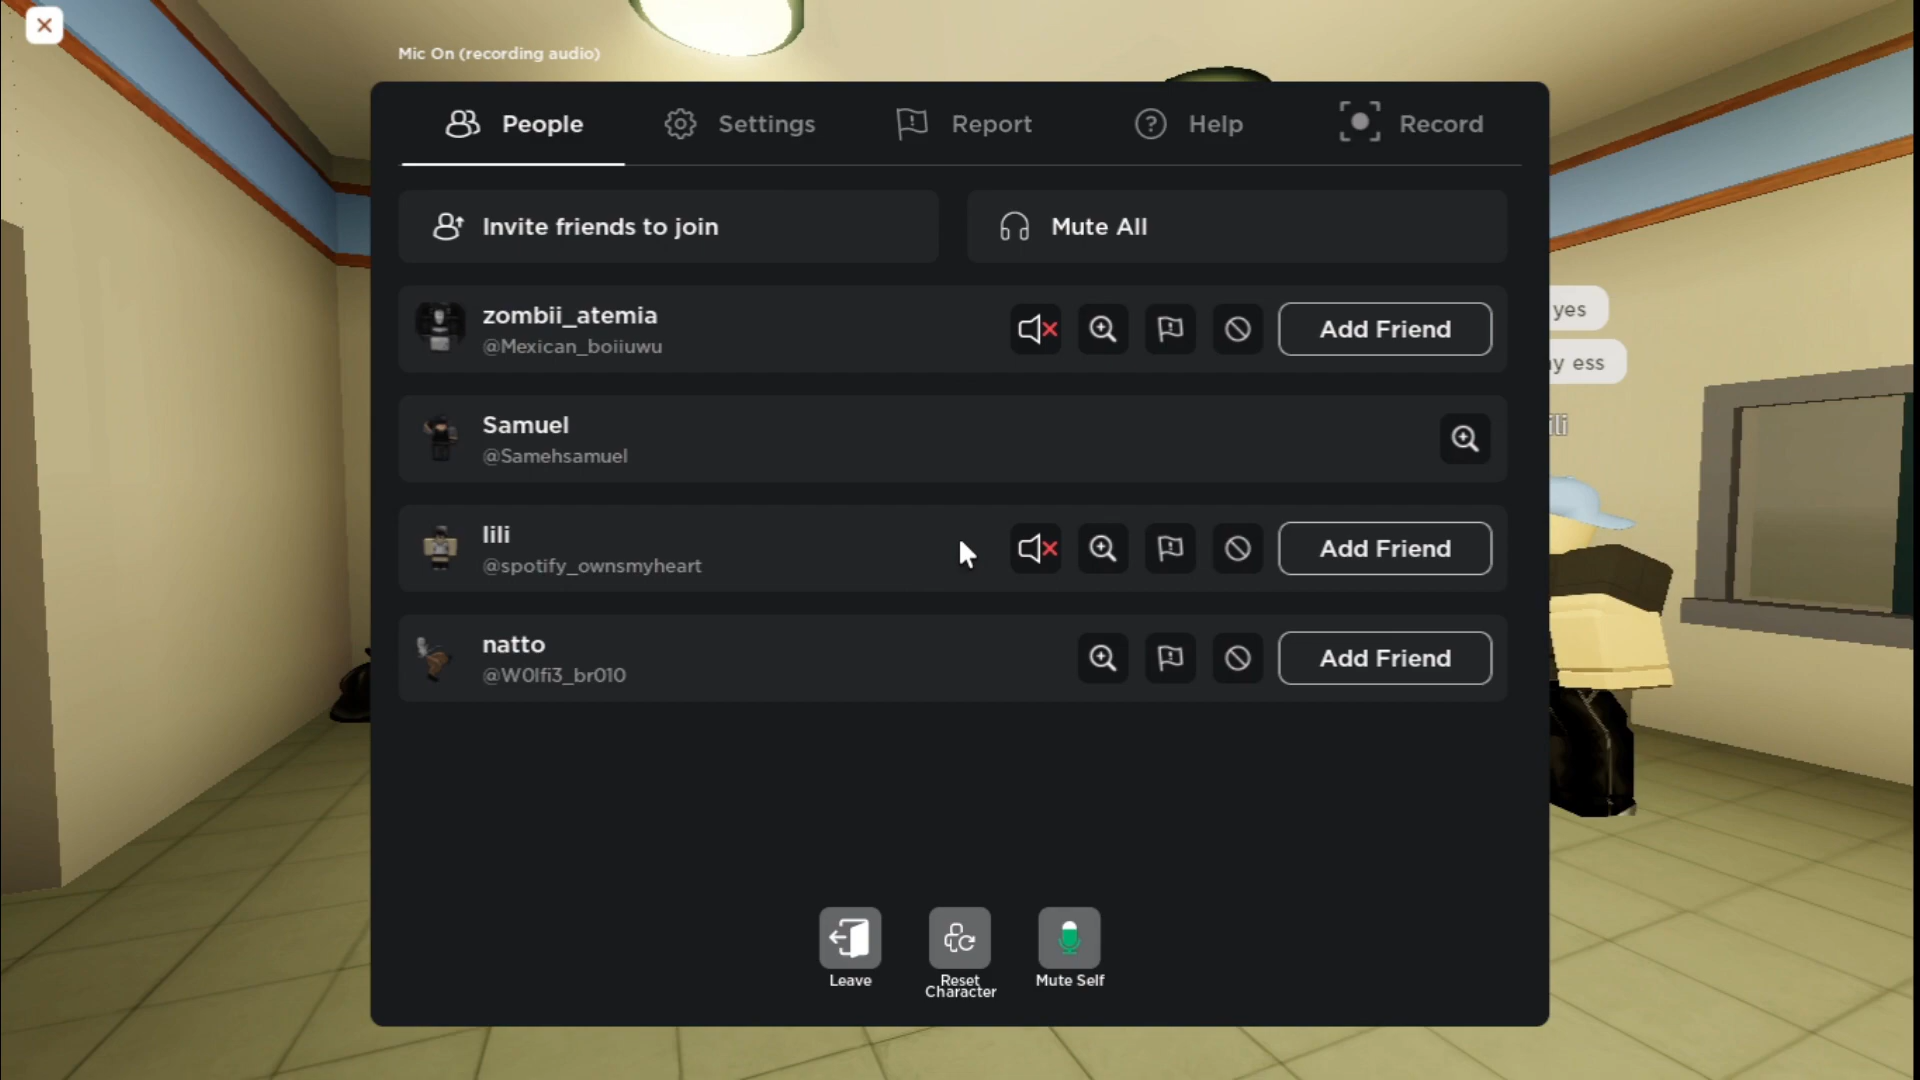 Mic On (recording audio)
People
Settings
Report
Help
Record
Invite friends to join
Mute All
zombii_atemia
@Mexican_boiiuwu
Add Friend
yes
Samuel
@Samehsamuel
ess
lili
@spotify_ownsmyheart
Add Friend
natto
@W0lfi3_br010
Add Friend
Leave
Reset
Character
Mute Self